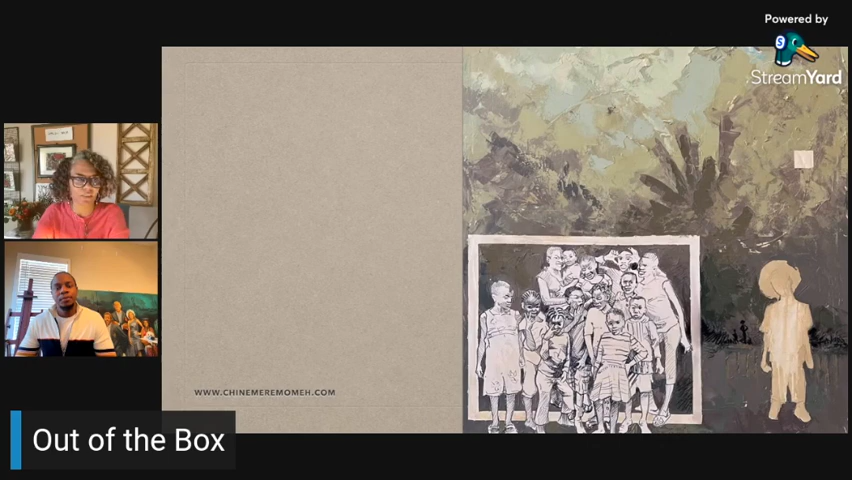 Powered by
StreamYard
WWW.CHINEMEREMOMEH.COM
Out of the Box